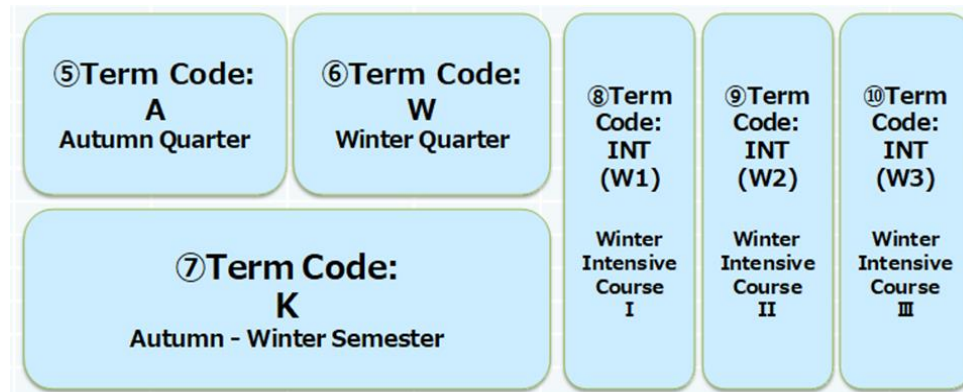 ⑤Term Code:
A
Autumn Quarter
⑥Term Code:
W
Winter Quarter
⑦Term Code:
K
Autumn - Winter Semester
⑧Term
Code:
INT
(W1)
Winter
Intensive
Course
Ⅰ
⑨Term
Code:
INT
(W2)
Winter
Intensive
Course
Ⅱ
⑩Term
Code:
INT
(W3)
Winter
Intensive
Course
Ⅲ